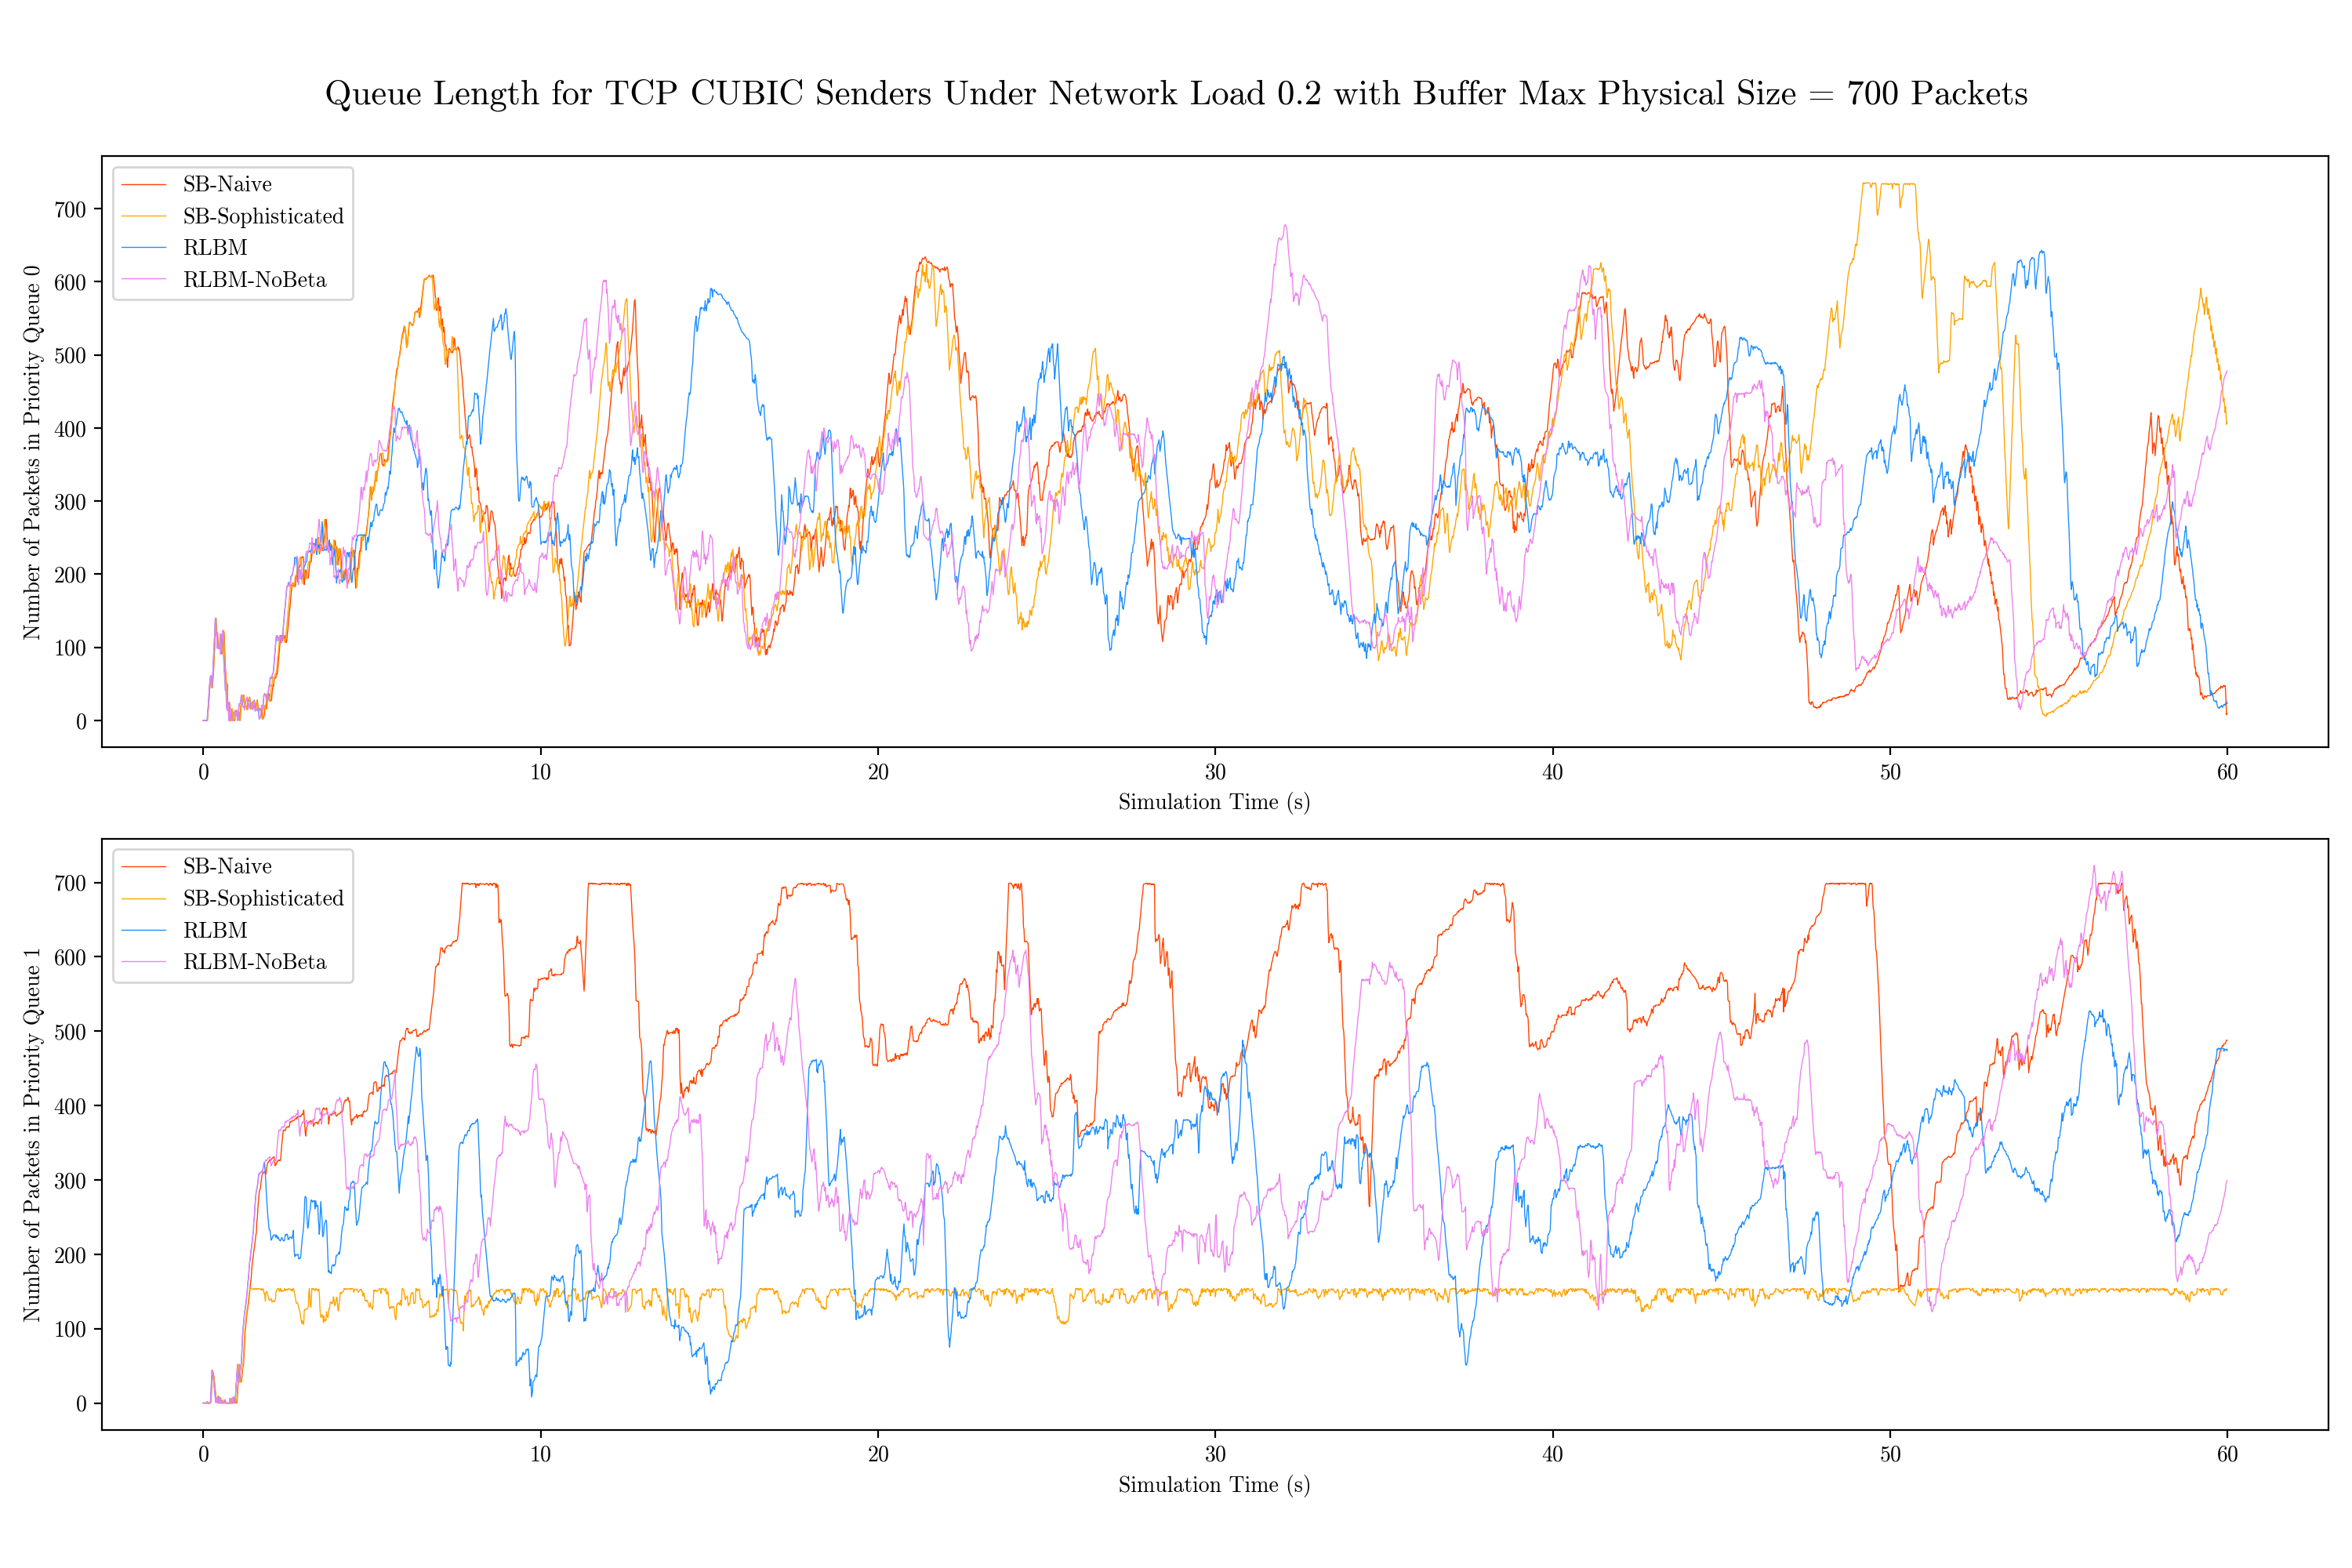 Queue Length for TCP CUBIC Senders Under Network Load 0.2 with Buffer Max Physical Size = 700 Packets
SB-Naive
SB-Sophisticated
RLBM
RLBM-NoBeta
Number of Packets in Priority Queue 0
700
600
500
400
300
200
100
0
0 10 20 30 40 50 60
Simulation Time (s)
SB-Naive
SB-Sophisticated
RLBM
RLBM-NoBeta
Number of Packets in Priority Queue 1
700
600
500
400
300
200
100
0
0 10 20 30 40 50 60
Simulation Time (s)